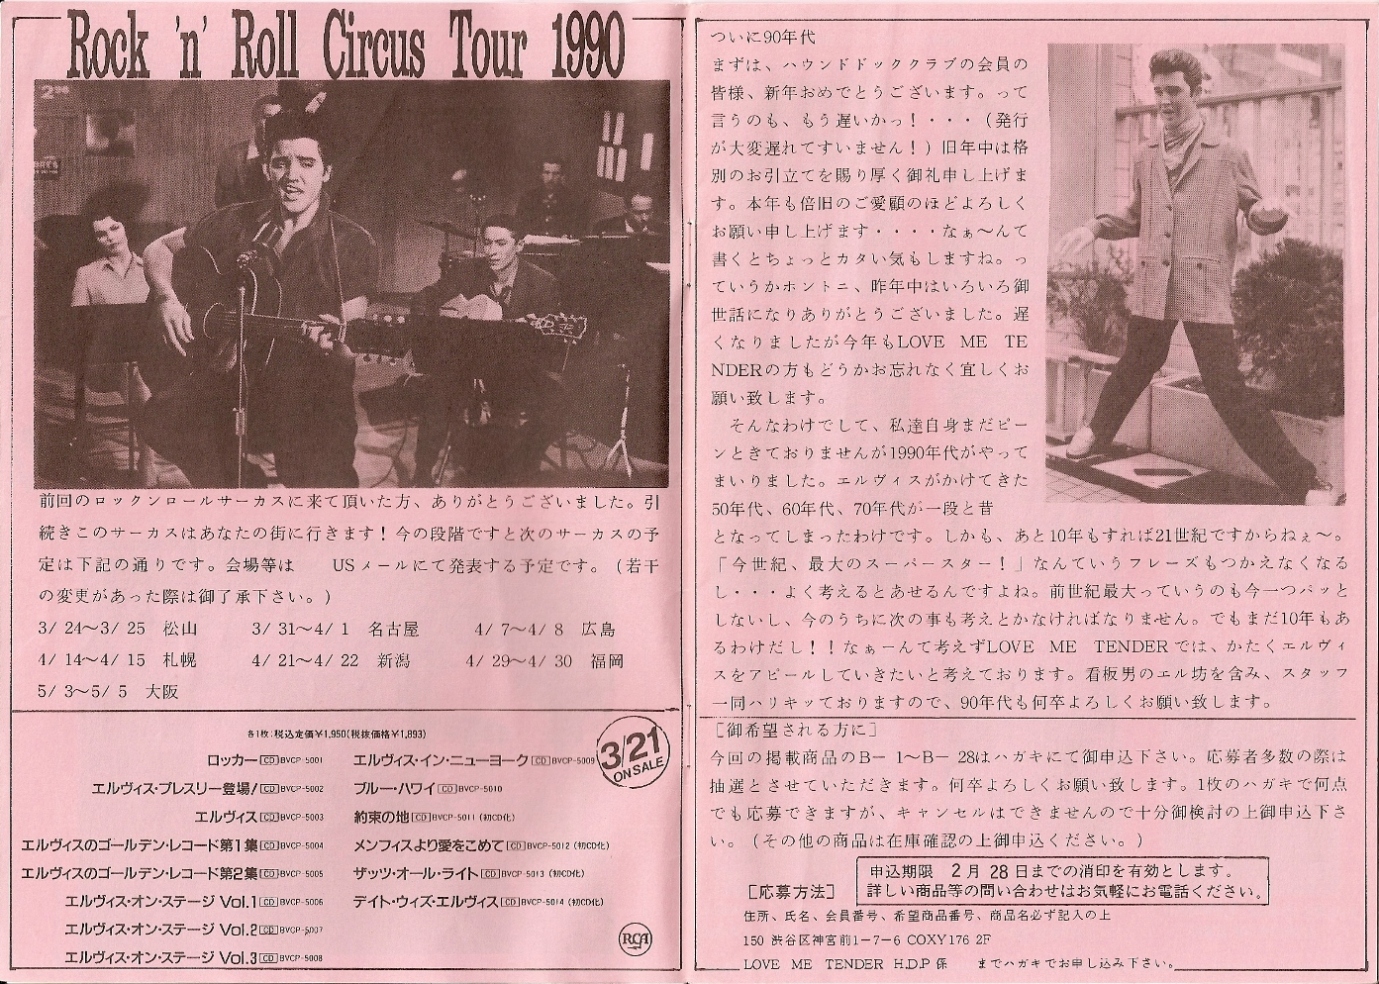 Rock 'n' Roll Circus Tour 1990
前回のロックンロールサーカスに来て頂いた方、ありがとうございました。引
続きこのサーカスはあなたの街に行きます！今の段階ですと次のサーカスの予
定は下記の通りです。会場等は　USメールにて発表する予定です。（若干
の変更があった際は御了承下さい。）
3/ 24〜3/ 25　松山　3/ 31〜4/ 1　名古屋　4/ 7〜4/ 8　広島
4/ 14〜4/ 15　札幌　4/ 21〜4/ 22　新潟　4/ 29〜4/ 30　福岡
5/ 3〜5/ 5　大阪
各1枚:税込定価￥1,950(税抜価格￥1,893)
3/21
ON SALE
ロッカー CD BVCP-5001
エルヴィス・プレスリー登場! CD BVCP-5002
エルヴィス CD BVCP-5003
エルヴィスのゴールデン・レコード第1集 CD BVCP-5004
エルヴィスのゴールデン・レコード第2集 CD BVCP-5005
エルヴィス・オン・ステージ Vol.1 CD BVCP-5006
エルヴィス・オン・ステージ Vol.2 CD BVCP-5007
エルヴィス・オン・ステージ Vol.3 CD BVCP-5008
エルヴィス・イン・ニューヨーク CD BVCP-5009
ブルー・ハワイ CD BVCP-5010
約束の地 CD BVCP-5011 (初CD化)
メンフィスより愛をこめて CD BVCP-5012 (初CD化)
ザッツ・オール・ライト CD BVCP-5013 (初CD化)
デイト・ウィズ・エルヴィス CD BVCP-5014 (初CD化)
RCA
ついに90年代
まずは、ハウンドドッククラブの会員の
皆様、新年おめでとうございます。って
言うのも、もう遅いかっ！・・・（発行
が大変遅れてすいません！）旧年中は格
別のお引立てを賜り厚く御礼申し上げま
す。本年も倍旧のご愛顧のほどよろしく
お願い申し上げます・・・・なぁ〜んて
書くとちょっとカタい気もしますね。っ
ていうかホントニ、昨年中はいろいろ御
世話になりありがとうございました。遅
くなりましたが今年もLOVE ME TE
NDERの方もどうかお忘れなく宜しくお
願い致します。
　そんなわけでして、私達自身まだピー
ンときておりませんが1990年代がやって
まいりました。エルヴィスがかけてきた
50年代、60年代、70年代が一段と昔
となってしまったわけです。しかも、あと10年もすれば21世紀ですからねぇ〜。
「今世紀、最大のスーパースター！」なんていうフレーズもつかえなくなる
し・・・よく考えるとあせるんですよね。前世紀最大っていうのも今一つパッと
しないし、今のうちに次の事も考えとかなければなりません。でもまだ10年もあ
るわけだし！！なぁーんて考えずLOVE ME TENDERでは、かたくエルヴィ
スをアピールしていきたいと考えております。看板男のエル坊を含み、スタッフ
一同ハリキッておりますので、90年代も何卒よろしくお願い致します。
［御希望される方に］
今回の掲載商品のB－ 1〜B－ 28はハガキにて御申込下さい。応募者多数の際は
抽選とさせていただきます。何卒よろしくお願い致します。1枚のハガキで何点
でも応募できますが、キャンセルはできませんので十分御検討の上御申込下さ
い。（その他の商品は在庫確認の上御申込ください。）
申込期限　2月 28日までの消印を有効とします。
詳しい商品等の問い合わせはお気軽にお電話ください。
［応募方法］
住所、氏名、会員番号、希望商品番号、商品名必ず記入の上
150 渋谷区神宮前1－7－6 COXY176 2F
LOVE ME TENDER H.D.P係　までハガキでお申し込み下さい。